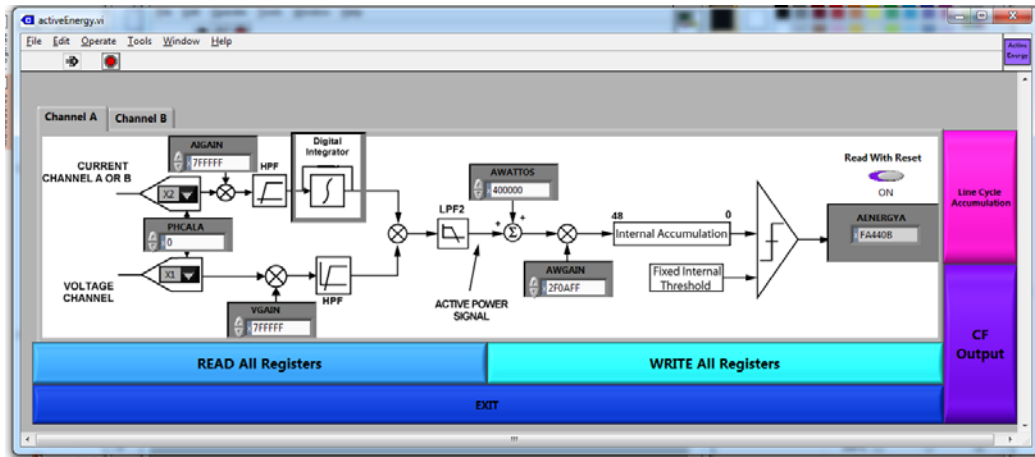 activeEnergy.vi
File Edit Operate Tools Window Help
Active
Energy
Channel A Channel B
CURRENT
CHANNEL A OR B
X2
AIGAIN
7FFFFF
HPF
Digital
Integrator
PHCALA
0
VOLTAGE
CHANNEL
X1
VGAIN
7FFFFF
HPF
LPF2
ACTIVE POWER
SIGNAL
AWATTOS
400000
+ +
Σ
AWGAIN
2F0AFF
48 0
Internal Accumulation
Fixed Internal
Threshold
Read With Reset
ON
AENERGYA
FA440B
Line Cycle
Accumulation
CF
Output
READ All Registers WRITE All Registers
EXIT